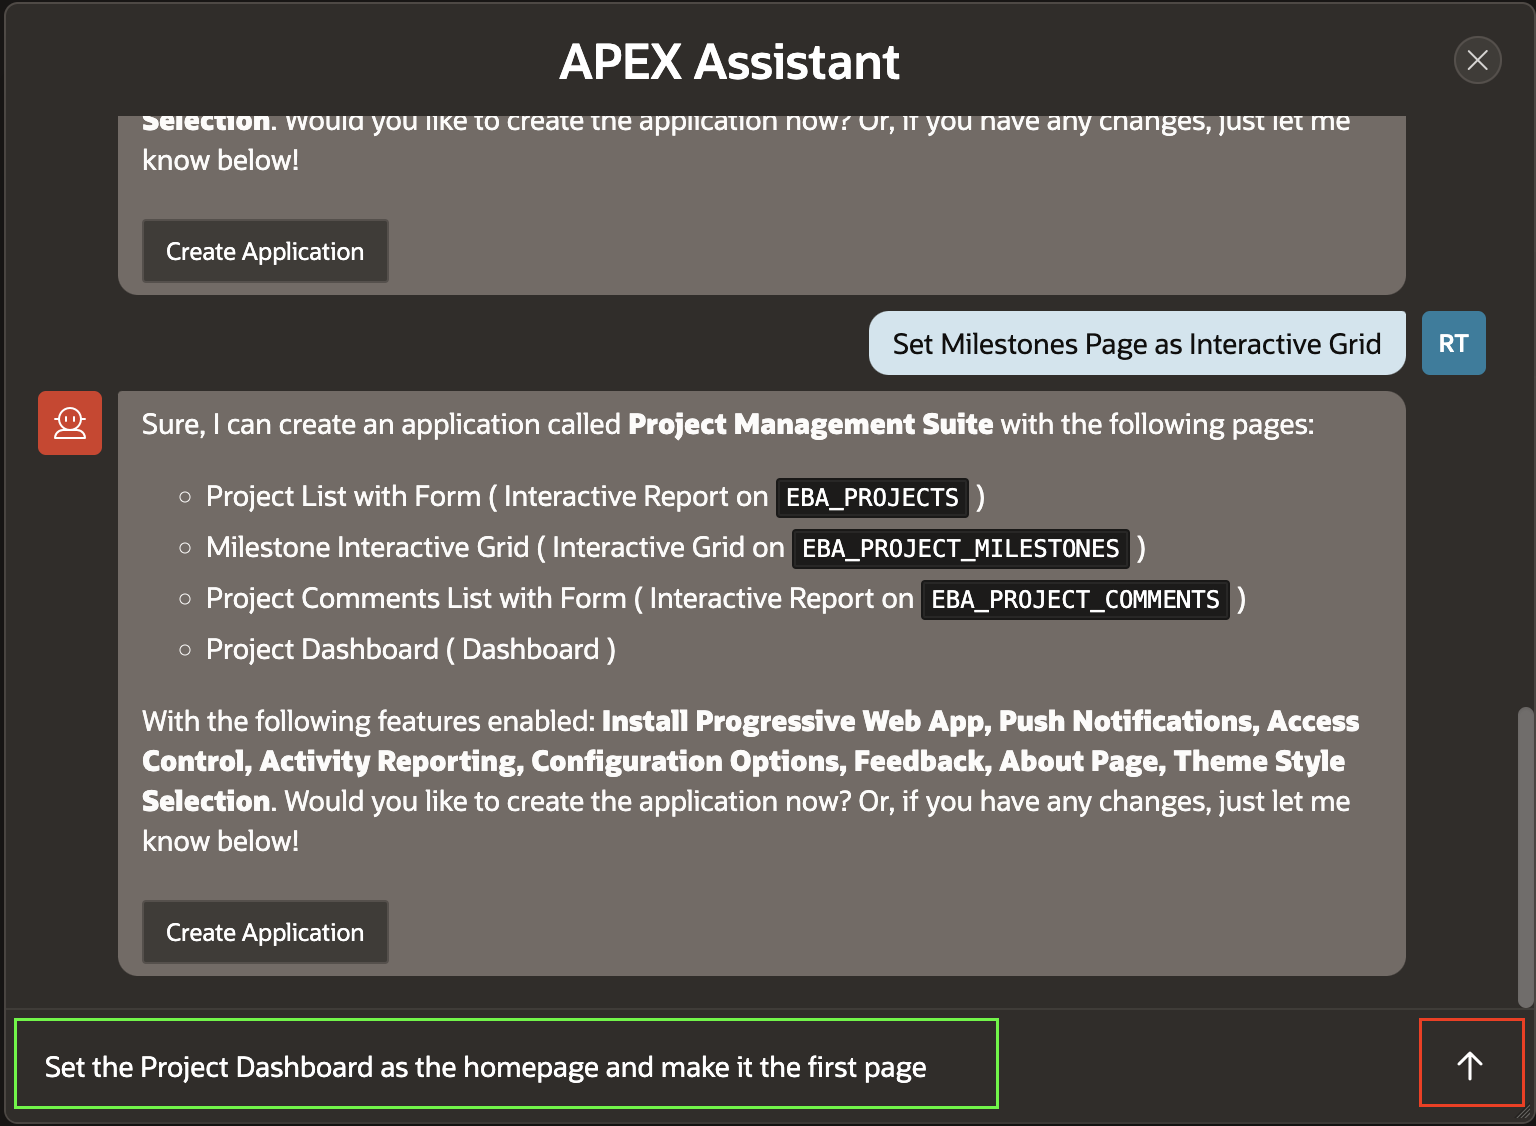 APEX Assistant
Selection. Would you like to create the application now? Or, if you have any changes, just let me
know below!
Create Application
Set Milestones Page as Interactive Grid
RT
Sure, I can create an application called Project Management Suite with the following pages:
Project List with Form ( Interactive Report on EBA_PROJECTS )
Milestone Interactive Grid ( Interactive Grid on EBA_PROJECT_MILESTONES )
Project Comments List with Form ( Interactive Report on EBA_PROJECT_COMMENTS )
Project Dashboard ( Dashboard )
With the following features enabled: Install Progressive Web App, Push Notifications, Access
Control, Activity Reporting, Configuration Options, Feedback, About Page, Theme Style
Selection. Would you like to create the application now? Or, if you have any changes, just let me
know below!
Create Application
Set the Project Dashboard as the homepage and make it the first page